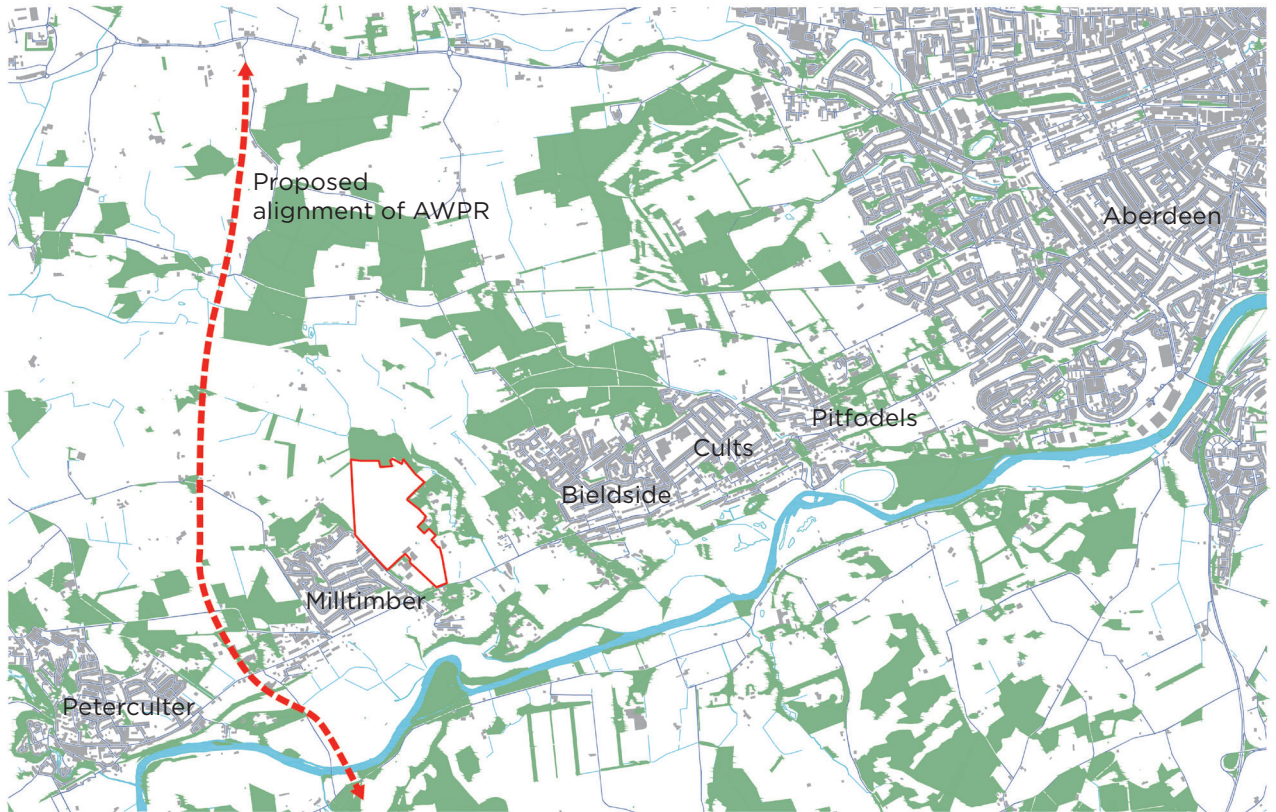 Proposed
alignment of AWPR
Aberdeen
Pitfodels
Cults
Bieldside
Milltimber
Peterculter